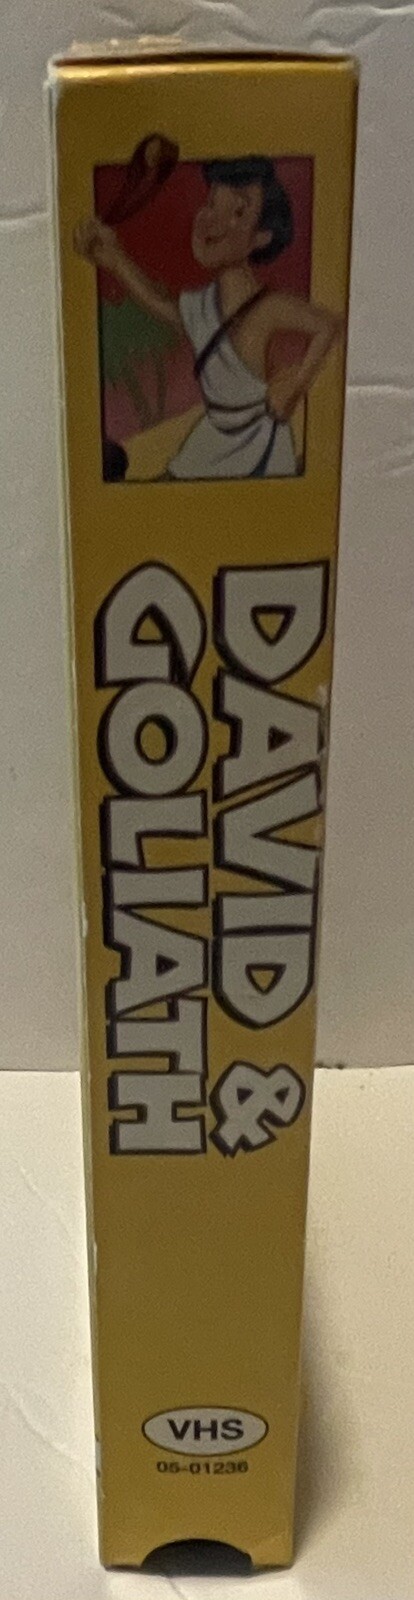 DAVID &
GOLIATH
VHS
05-01236